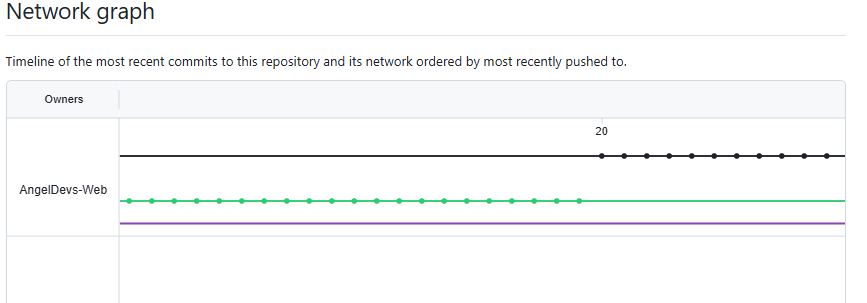 Network graph
Timeline of the most recent commits to this repository and its network ordered by most recently pushed to.
Owners
20
AngelDevs-Web